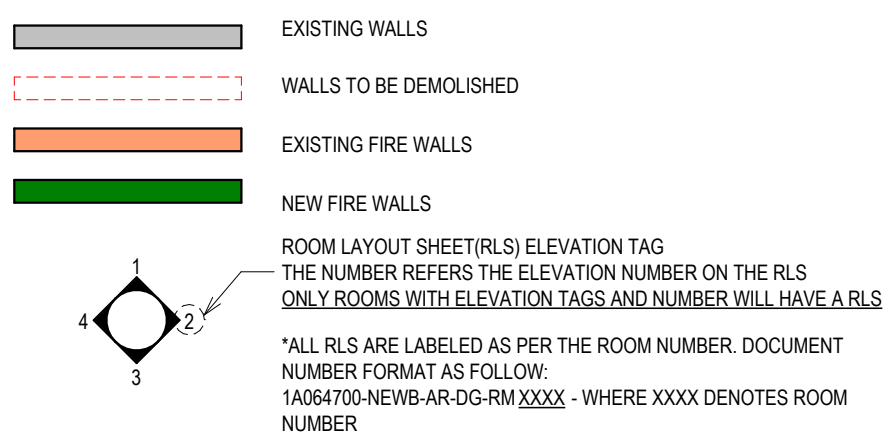 EXISTING WALLS
WALLS TO BE DEMOLISHED
EXISTING FIRE WALLS
NEW FIRE WALLS
ROOM LAYOUT SHEET(RLS) ELEVATION TAG
THE NUMBER REFERS THE ELEVATION NUMBER ON THE RLS
ONLY ROOMS WITH ELEVATION TAGS AND NUMBER WILL HAVE A RLS
1
4
2
3
*ALL RLS ARE LABELED AS PER THE ROOM NUMBER. DOCUMENT
NUMBER FORMAT AS FOLLOW:
1A064700-NEWB-AR-DG-RM XXXX - WHERE XXXX DENOTES ROOM
NUMBER